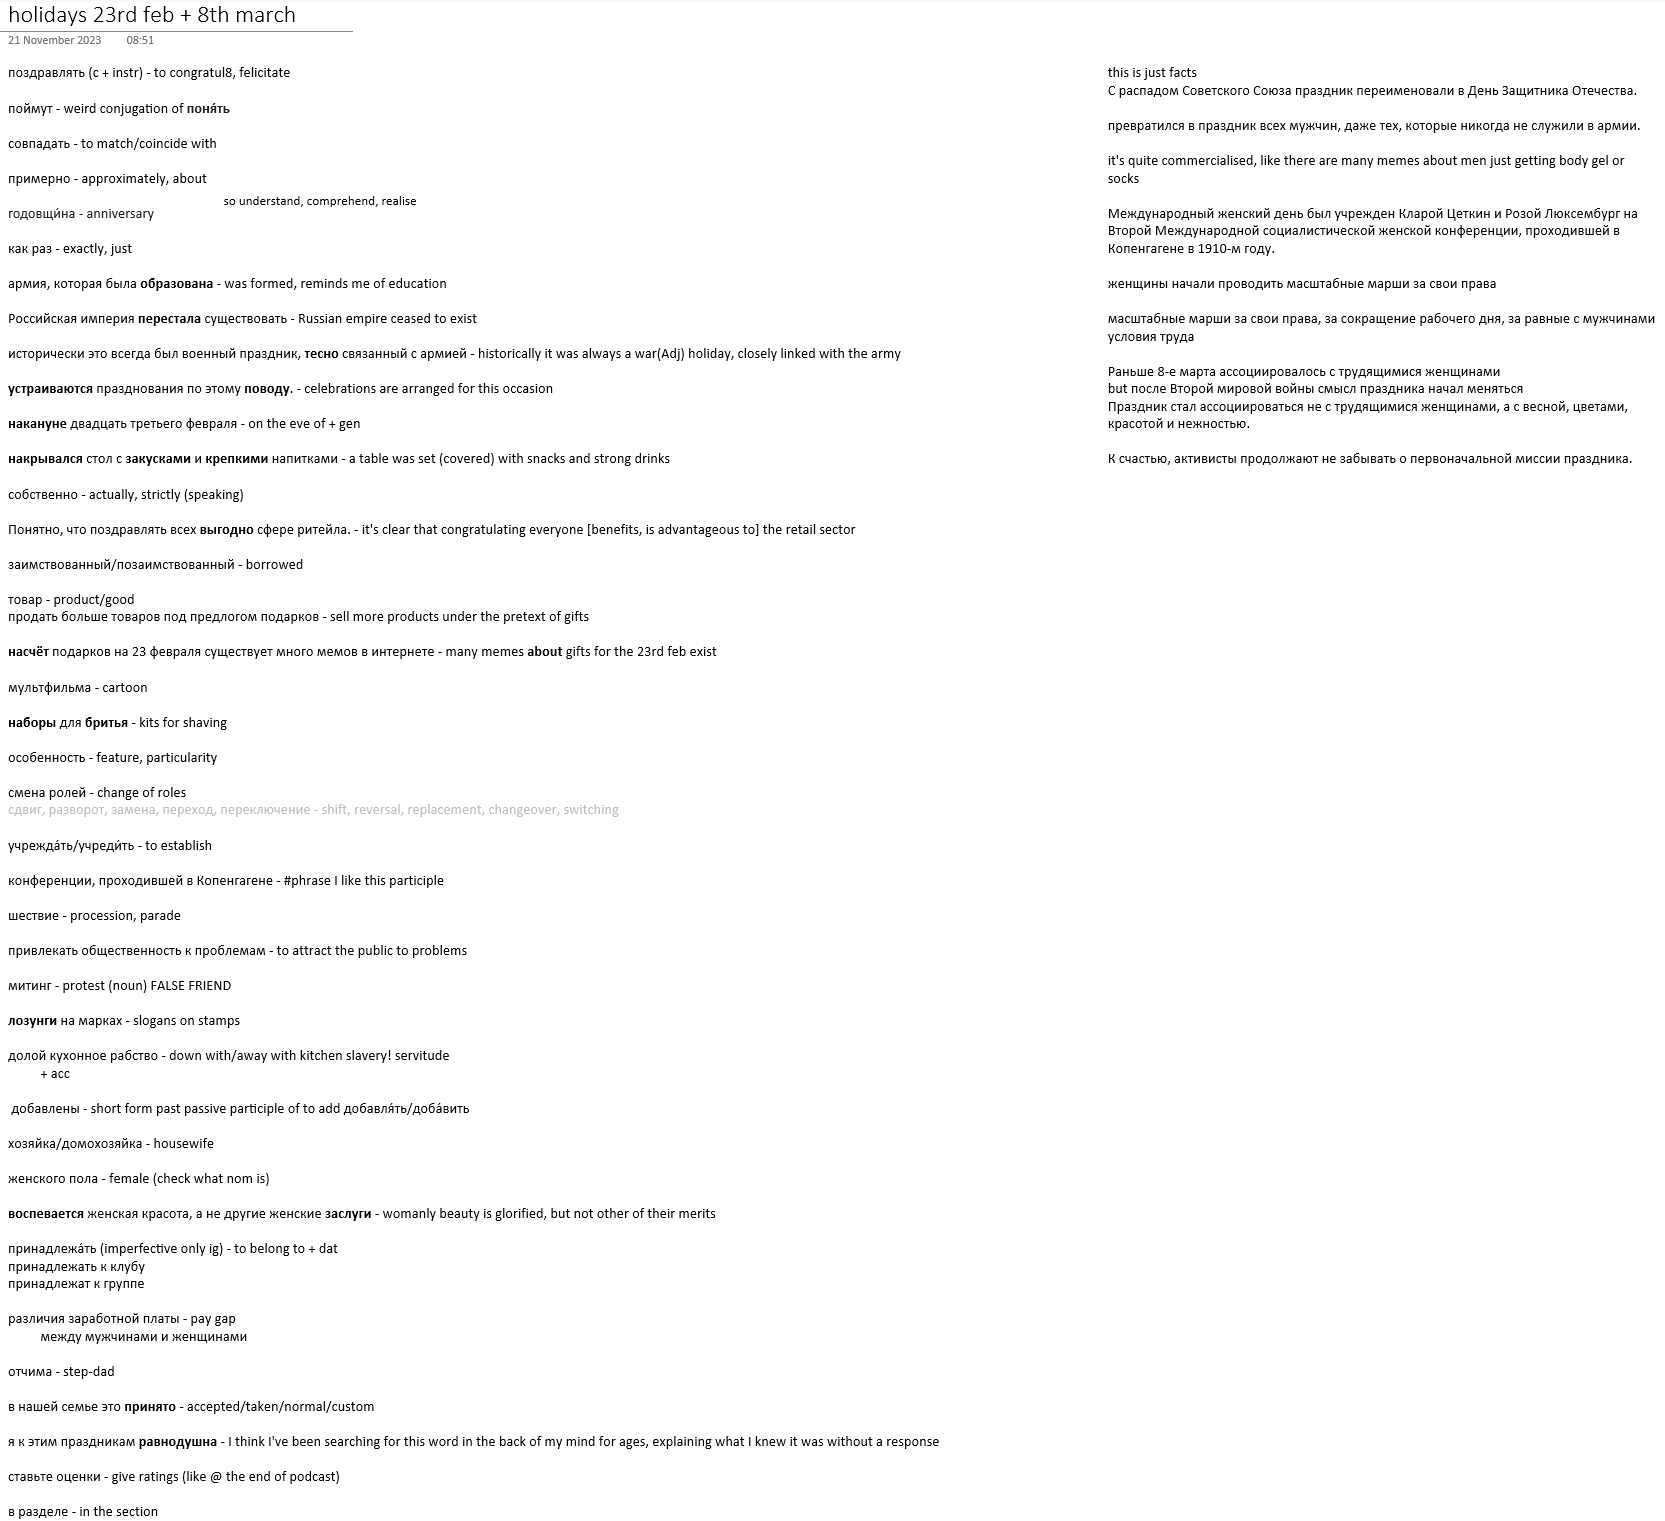 holidays 23rd feb + 8th march
21 November 2023 08:51
поздравлять (с + instr) - to congratul8, felicitate
поймут - weird conjugation of поня́ть
совпадать - to match/coincide with
примерно - approximately, about
so understand, comprehend, realise
годовщи́на - anniversary
как раз - exactly, just
армия, которая была образована - was formed, reminds me of education
Российская империя перестала существовать - Russian empire ceased to exist
исторически это всегда был военный праздник, тесно связанный с армией - historically it was always a war(Adj) holiday, closely linked with the army
устраиваются празднования по этому поводу. - celebrations are arranged for this occasion
накануне двадцать третьего февраля - on the eve of + gen
накрывался стол с закусками и крепкими напитками - a table was set (covered) with snacks and strong drinks
собственно - actually, strictly (speaking)
Понятно, что поздравлять всех выгодно сфере ритейла. - it's clear that congratulating everyone [benefits, is advantageous to] the retail sector
заимствованный/позаимствованный - borrowed
товар - product/good
продать больше товаров под предлогом подарков - sell more products under the pretext of gifts
насчёт подарков на 23 февраля существует много мемов в интернете - many memes about gifts for the 23rd feb exist
мультфильма - cartoon
наборы для бритья - kits for shaving
особенность - feature, particularity
смена ролей - change of roles
сдвиг, разворот, замена, переход, переключение - shift, reversal, replacement, changeover, switching
учрежда́ть/учреди́ть - to establish
конференции, проходившей в Копенгагене - #phrase I like this participle
шествие - procession, parade
привлекать общественность к проблемам - to attract the public to problems
митинг - protest (noun) FALSE FRIEND
лозунги на марках - slogans on stamps
долой кухонное рабство - down with/away with kitchen slavery! servitude
+ acc
добавлены - short form past passive participle of to add добавля́ть/доба́вить
хозяйка/домохозяйка - housewife
женского пола - female (check what nom is)
воспевается женская красота, а не другие женские заслуги - womanly beauty is glorified, but not other of their merits
принадлежа́ть (imperfective only ig) - to belong to + dat
принадлежать к клубу
принадлежат к группе
различия заработной платы - pay gap
между мужчинами и женщинами
отчима - step-dad
в нашей семье это принято - accepted/taken/normal/custom
я к этим праздникам равнодушна - I think I've been searching for this word in the back of my mind for ages, explaining what I knew it was without a response
ставьте оценки - give ratings (like @ the end of podcast)
в разделе - in the section
this is just facts
С распадом Советского Союза праздник переименовали в День Защитника Отечества.
превратился в праздник всех мужчин, даже тех, которые никогда не служили в армии.
it's quite commercialised, like there are many memes about men just getting body gel or
socks
Международный женский день был учрежден Кларой Цеткин и Розой Люксембург на
Второй Международной социалистической женской конференции, проходившей в
Копенгагене в 1910-м году.
женщины начали проводить масштабные марши за свои права
масштабные марши за свои права, за сокращение рабочего дня, за равные с мужчинами
условия труда
Раньше 8-е марта ассоциировалось с трудящимися женщинами
but после Второй мировой войны смысл праздника начал меняться
Праздник стал ассоциироваться не с трудящимися женщинами, а с весной, цветами,
красотой и нежностью.
К счастью, активисты продолжают не забывать о первоначальной миссии праздника.